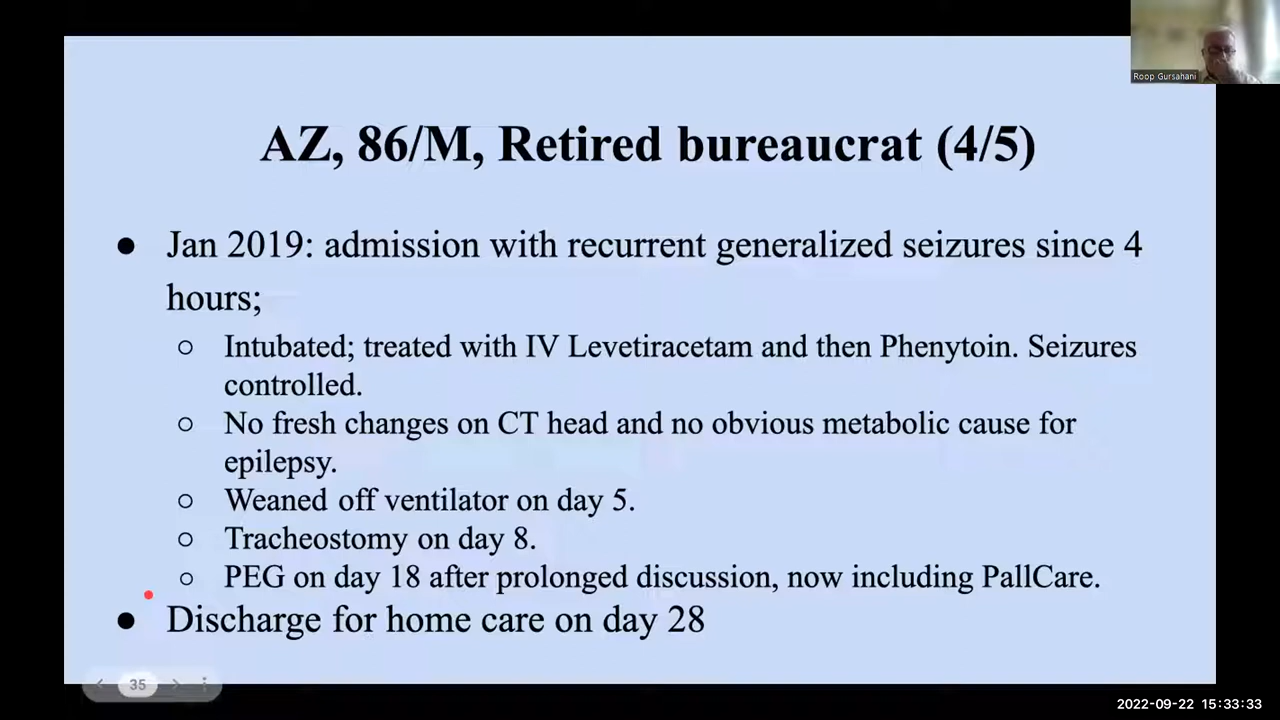 Roop Gursahani
AZ, 86/M, Retired bureaucrat (4/5)
● Jan 2019: admission with recurrent generalized seizures since 4
hours;
○ Intubated; treated with IV Levetiracetam and then Phenytoin. Seizures
controlled.
○ No fresh changes on CT head and no obvious metabolic cause for
epilepsy.
○ Weaned off ventilator on day 5.
○ Tracheostomy on day 8.
○ PEG on day 18 after prolonged discussion, now including PallCare.
● Discharge for home care on day 28
35
2022-09-22 15:33:33